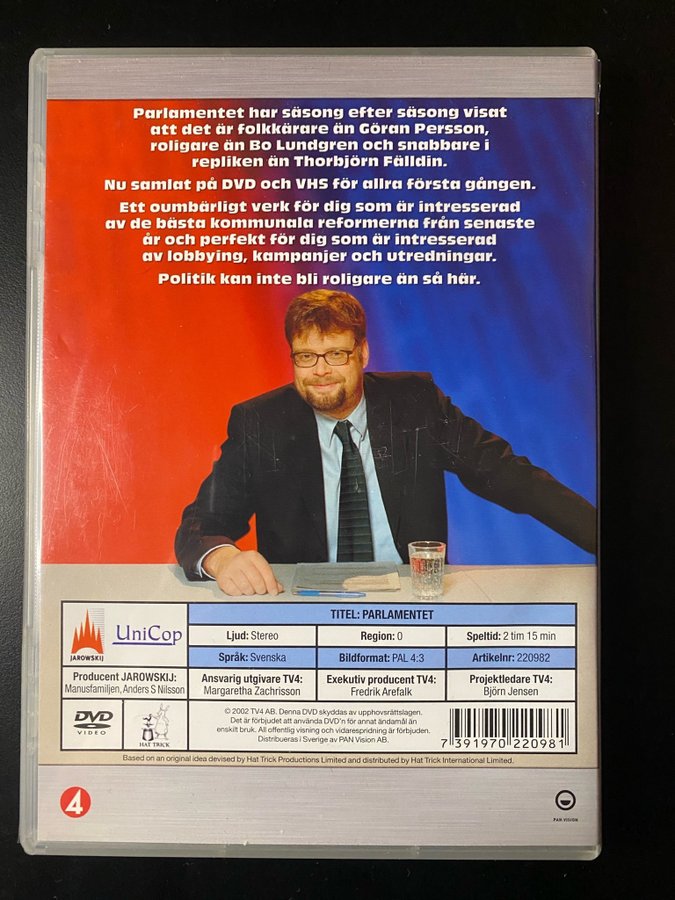 Parlamentet har säsong efter säsong visat
att det är folkkärare än Göran Persson,
roligare än Bo Lundgren och snabbare i
repliken än Thorbjörn Fälldin.
Nu samlat på DVD och VHS för allra första gången.
Ett oumbärligt verk för dig som är intresserad
av de bästa kommunala reformerna från senaste
år och perfekt för dig som är intresserad
av lobbying, kampanjer och utredningar.
Politik kan inte bli roligare än så här.
JAROWSKIJ
UniCop
TITEL: PARLAMENTET
Ljud: Stereo
Region: 0
Speltid: 2 tim 15 min
Språk: Svenska
Bildformat: PAL 4:3
Artikelnr: 220982
Producent JAROWSKIJ:
Manusfamiljen, Anders S Nilsson
Ansvarig utgivare TV4:
Margaretha Zachrisson
Exekutiv producent TV4:
Fredrik Arefalk
Projektledare TV4:
Björn Jensen
DVD
VIDEO
HAT TRICK
© 2002 TV4 AB. Denna DVD skyddas av upphovsrättslagen.
Det är förbjudet att använda DVD'n för annat ändamål än
enskilt bruk. All offentlig visning och vidarespridning är förbjuden.
Distribueras i Sverige av PAN Vision AB.
7 391970 220981
Based on an original idea devised by Hat Trick Productions Limited and distributed by Hat Trick International Limited.
4
PAN VISION